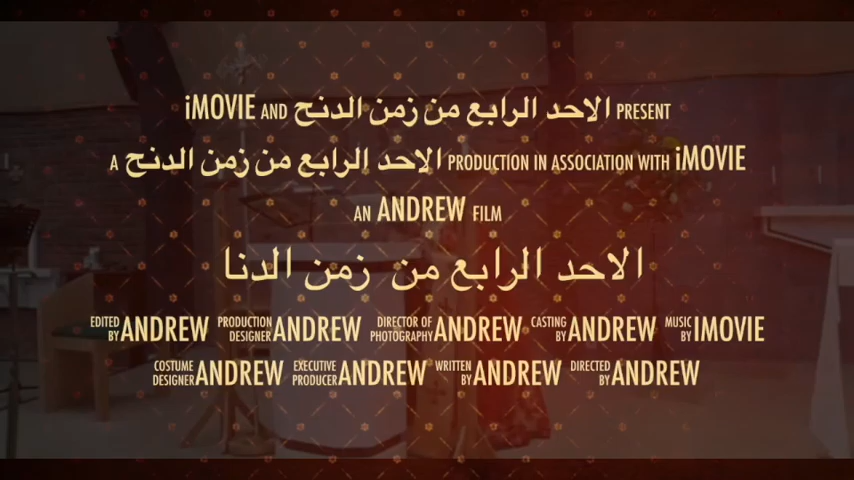 iMOVIE AND الاحد الرابع من زمن الدنح PRESENT
A الاحد الرابع من زمن الدنح PRODUCTION IN ASSOCIATION WITH iMOVIE
AN ANDREW FILM
الاحد الرابع من زمن الدنا
EDITED BY ANDREW PRODUCTION DESIGNER ANDREW DIRECTOR OF PHOTOGRAPHY ANDREW CASTING BY ANDREW MUSIC BY IMOVIE
COSTUME DESIGNER ANDREW EXECUTIVE PRODUCER ANDREW WRITTEN BY ANDREW DIRECTED BY ANDREW